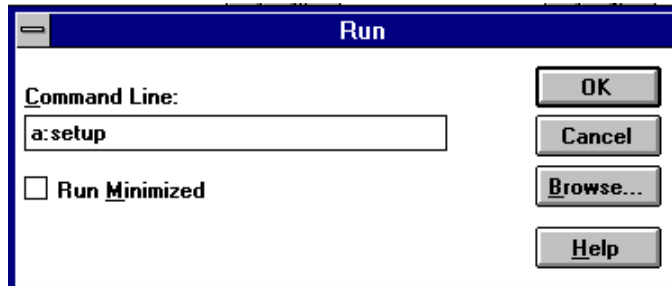 Run
Command Line:
a:setup
Run Minimized
OK
Cancel
Browse...
Help